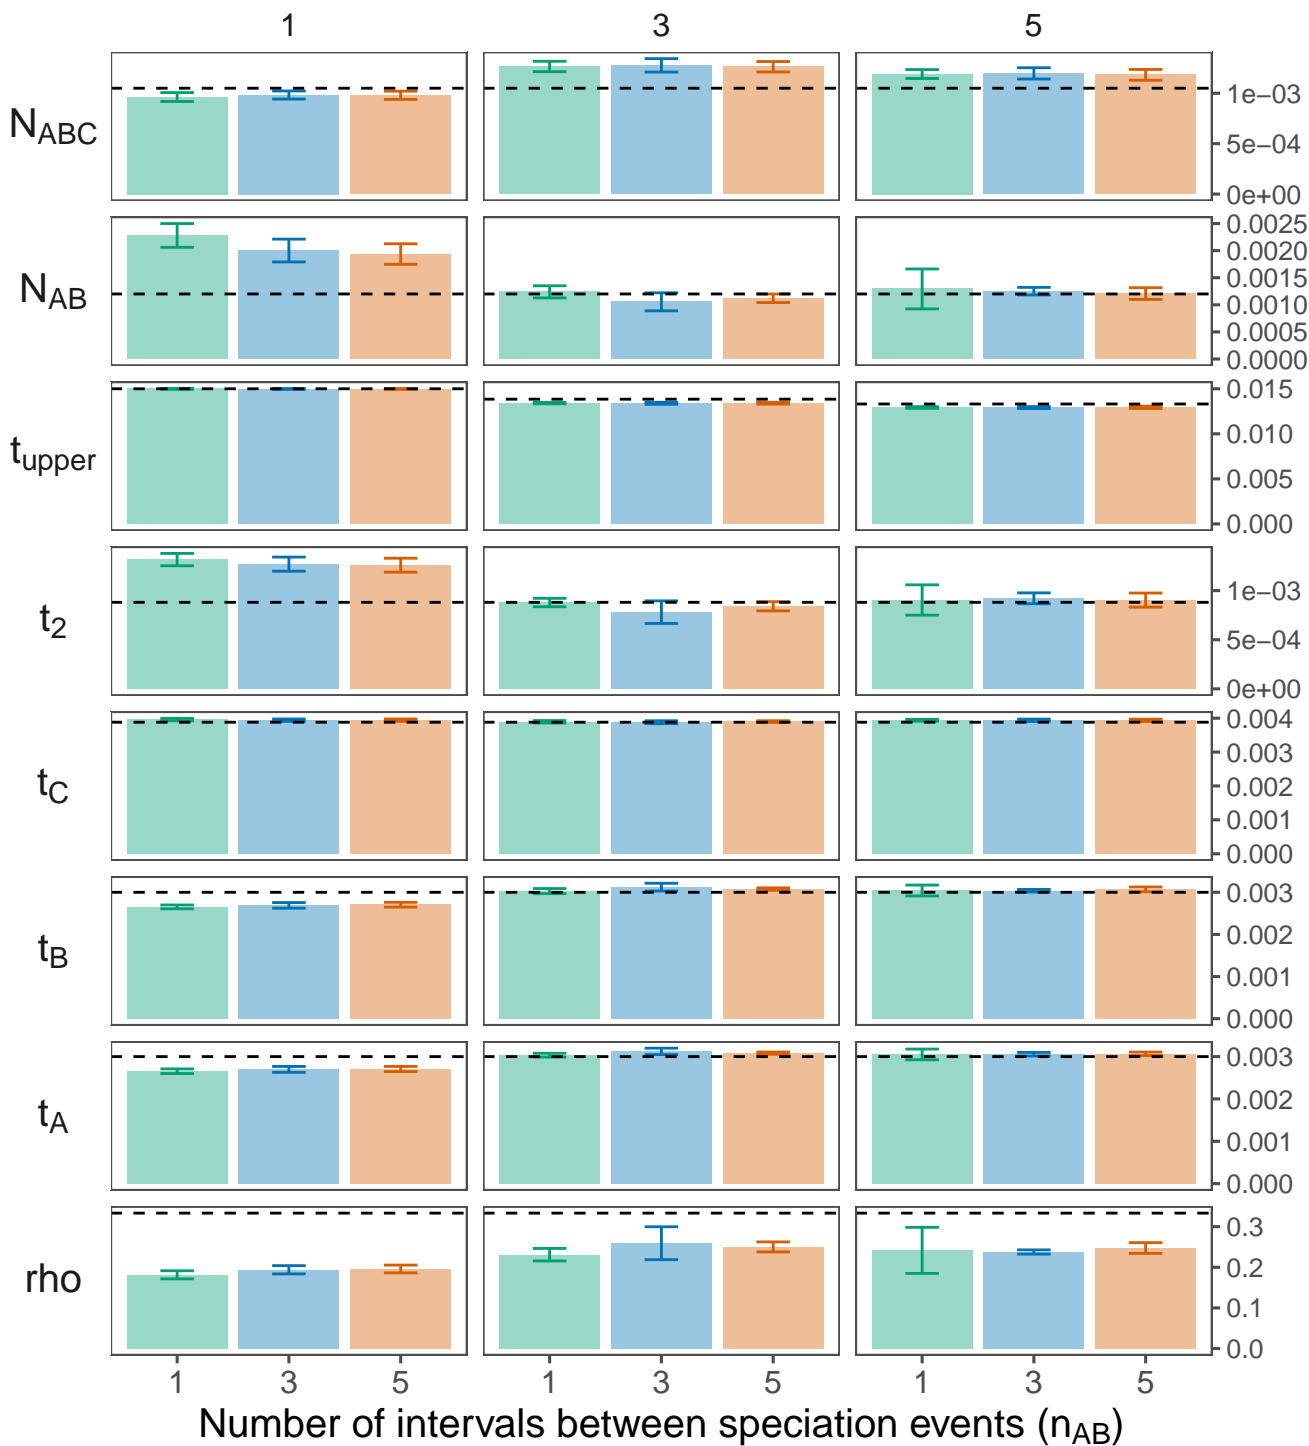 1 3 5
N_ABC
1e−03
5e−04
0e+00
N_AB
0.0025
0.0020
0.0015
0.0010
0.0005
0.0000
t_upper
0.015
0.010
0.005
0.000
t_2
1e−03
5e−04
0e+00
t_C
0.004
0.003
0.002
0.001
0.000
t_B
0.003
0.002
0.001
0.000
t_A
0.003
0.002
0.001
0.000
rho
0.3
0.2
0.1
0.0
1 3 5 1 3 5 1 3 5
Number of intervals between speciation events (n_AB)